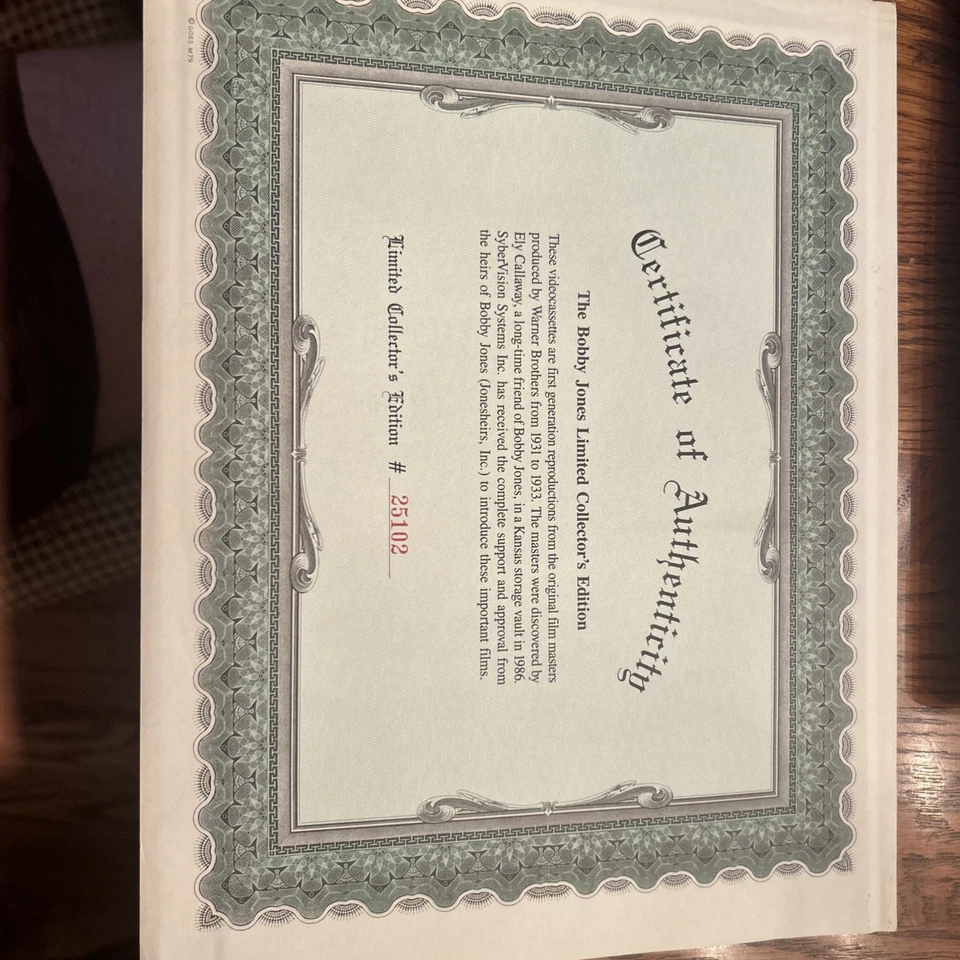 Certificate of Authenticity
The Bobby Jones Limited Collector's Edition
These videocassettes are first generation reproductions from the original film masters
produced by Warner Brothers from 1931 to 1933. The masters were discovered by
Ely Callaway, a long-time friend of Bobby Jones, in a Kansas storage vault in 1986.
SyberVision Systems Inc. has received the complete support and approval from
the heirs of Bobby Jones (Jonesheirs, Inc.) to introduce these important films.
Limited Collector's Edition # 25102
© GOES M79